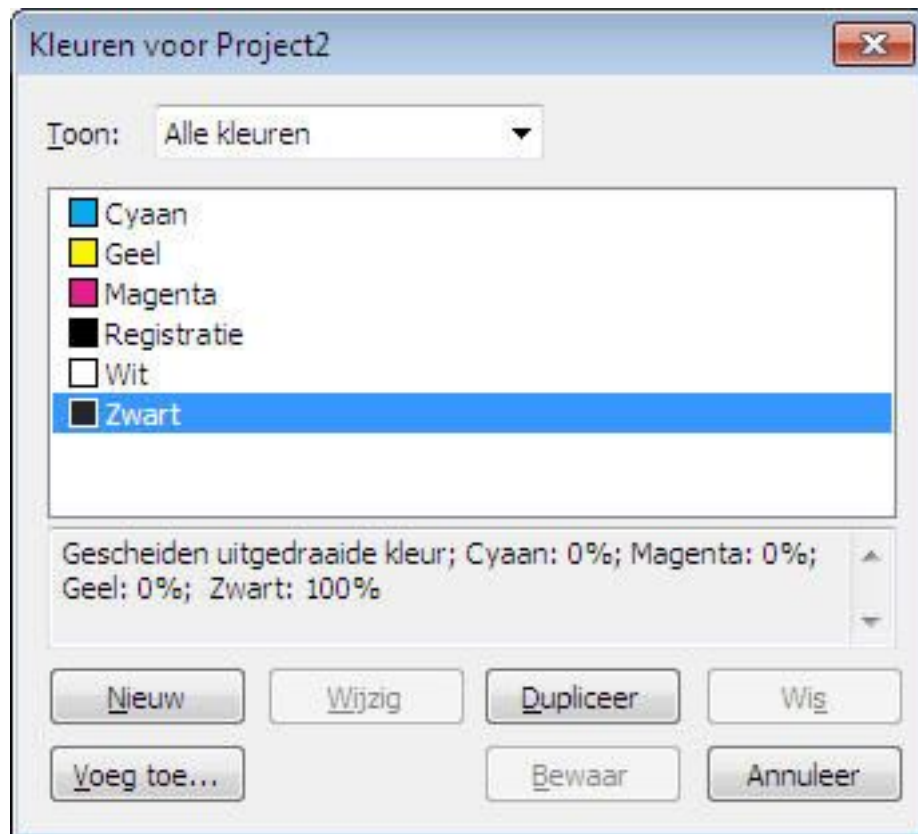 Kleuren voor Project2
Toon: Alle kleuren
Cyaan
Geel
Magenta
Registratie
Wit
Zwart
Gescheiden uitgedraaide kleur; Cyaan: 0%; Magenta: 0%;
Geel: 0%; Zwart: 100%
Nieuw Wijzig Dupliceer Wis
Voeg toe... Bewaar Annuleer